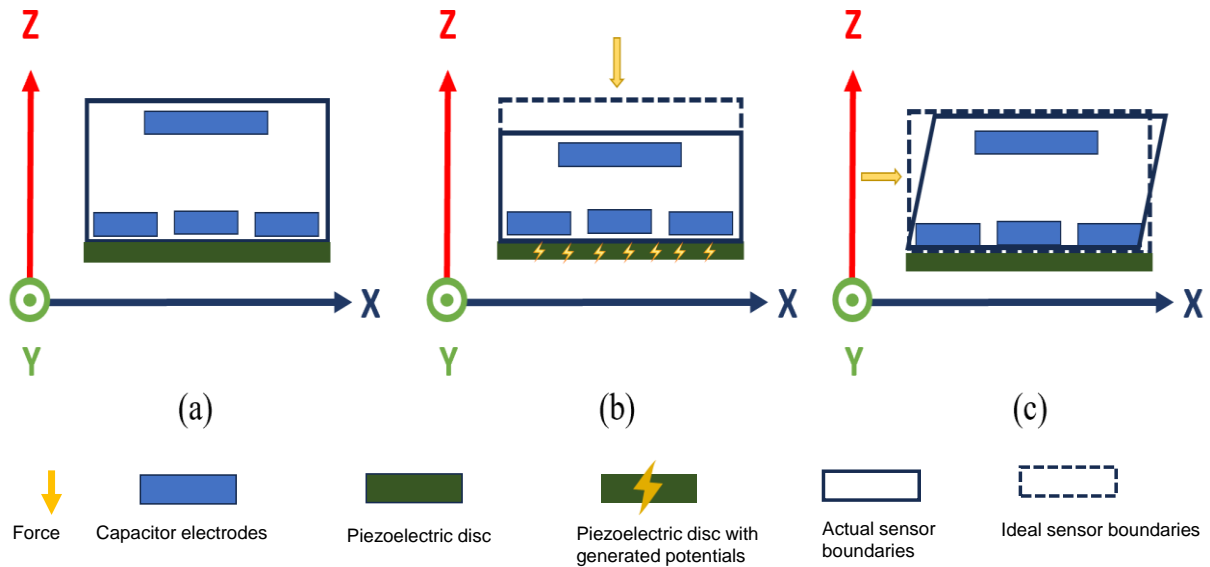 Z
X
Y
(a)
Z
X
Y
(b)
Z
X
Y
(c)
Force
Capacitor electrodes
Piezoelectric disc
Piezoelectric disc with
generated potentials
Actual sensor
boundaries
Ideal sensor boundaries